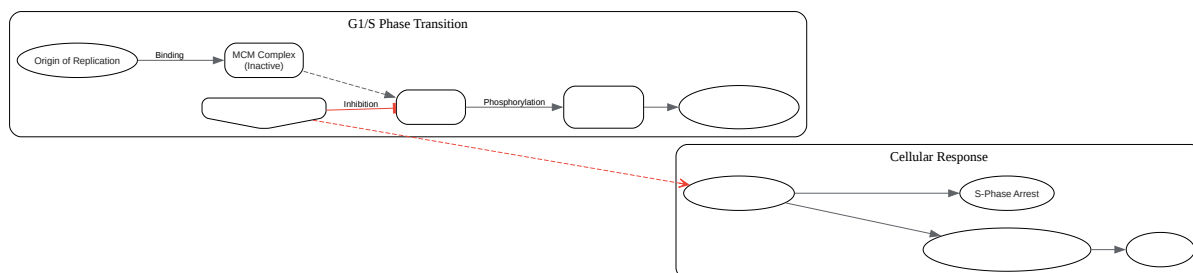 G1/S Phase Transition
Origin of Replication
Binding
MCM Complex
(Inactive)
Inhibition
Phosphorylation
Cellular Response
S-Phase Arrest